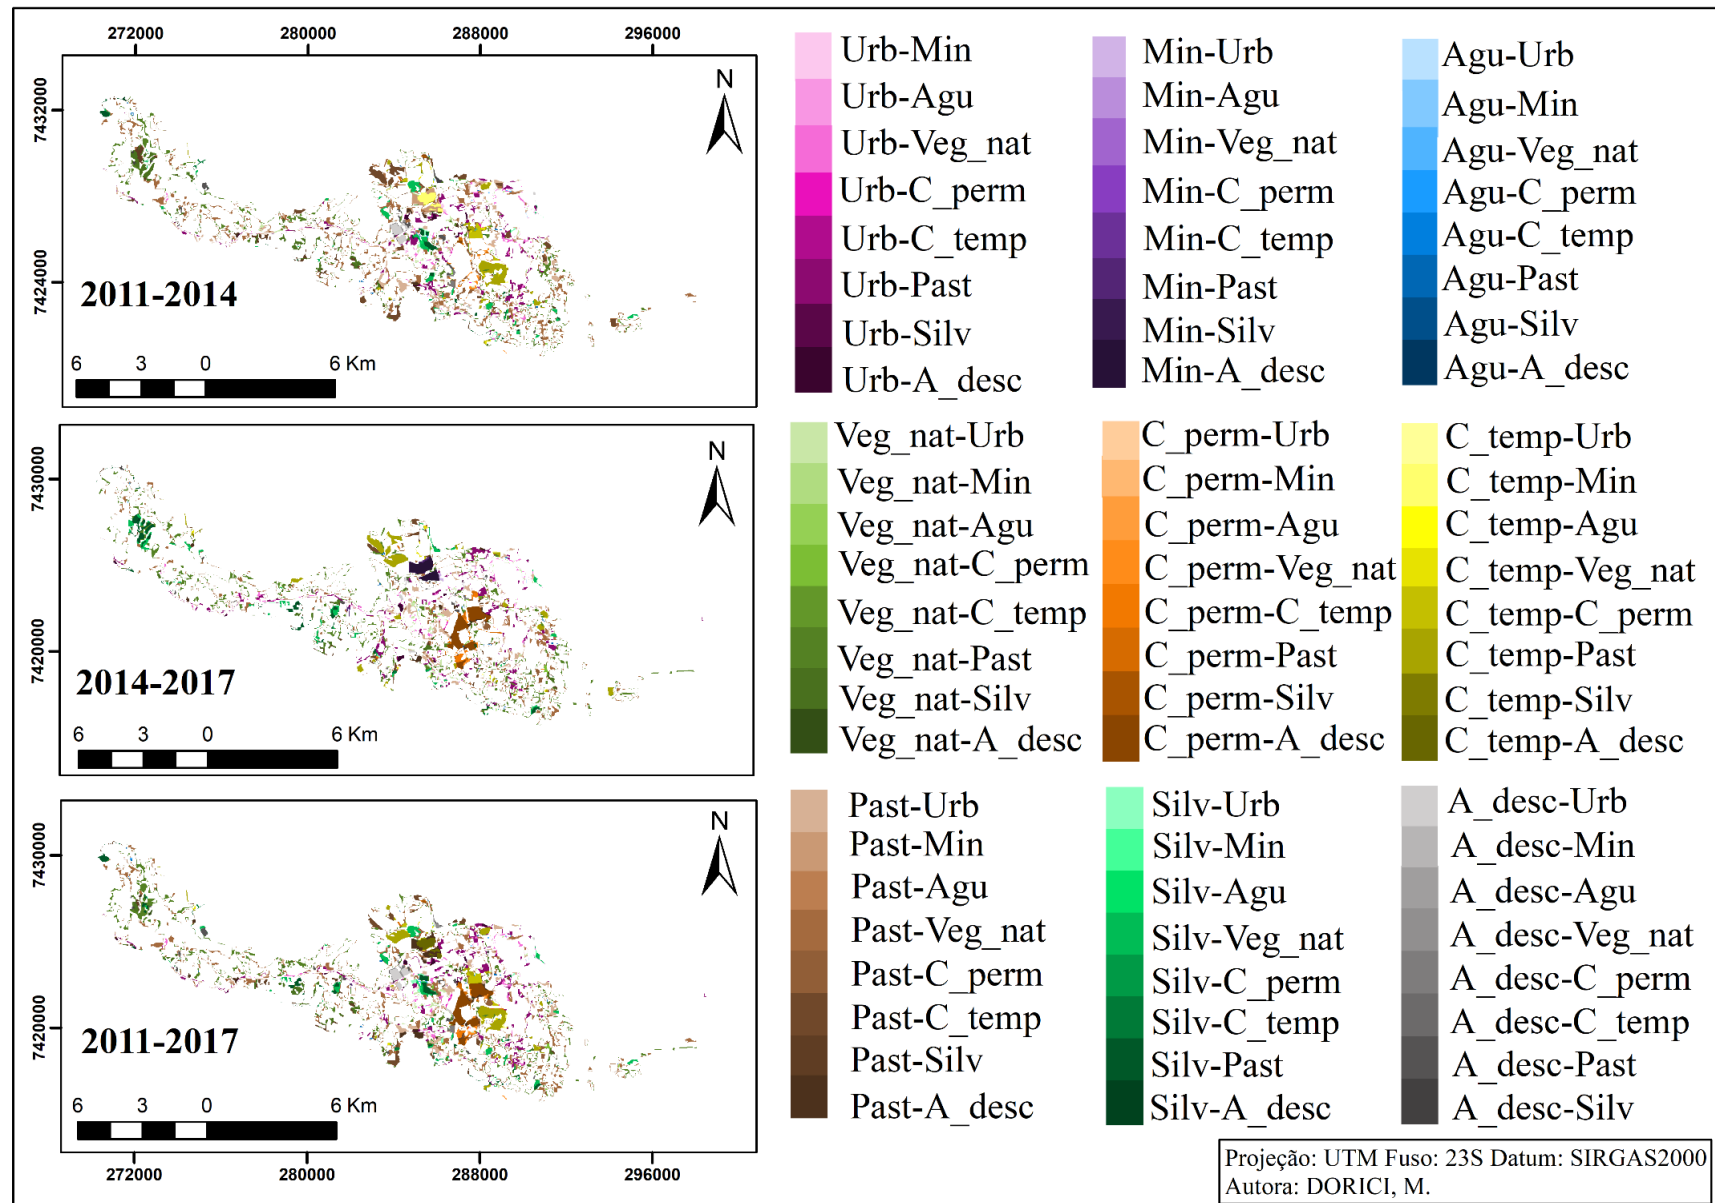 272000 280000 288000 296000
7432000
7424000
N
2011-2014
6 3 0 6 Km
7430000
7420000
N
2014-2017
6 3 0 6 Km
7430000
7420000
N
2011-2017
6 3 0 6 Km
272000 280000 288000 296000
Urb-Min
Urb-Agu
Urb-Veg_nat
Urb-C_perm
Urb-C_temp
Urb-Past
Urb-Silv
Urb-A_desc
Min-Urb
Min-Agu
Min-Veg_nat
Min-C_perm
Min-C_temp
Min-Past
Min-Silv
Min-A_desc
Agu-Urb
Agu-Min
Agu-Veg_nat
Agu-C_perm
Agu-C_temp
Agu-Past
Agu-Silv
Agu-A_desc
Veg_nat-Urb
Veg_nat-Min
Veg_nat-Agu
Veg_nat-C_perm
Veg_nat-C_temp
Veg_nat-Past
Veg_nat-Silv
Veg_nat-A_desc
C_perm-Urb
C_perm-Min
C_perm-Agu
C_perm-Veg_nat
C_perm-C_temp
C_perm-Past
C_perm-Silv
C_perm-A_desc
C_temp-Urb
C_temp-Min
C_temp-Agu
C_temp-Veg_nat
C_temp-C_perm
C_temp-Past
C_temp-Silv
C_temp-A_desc
Past-Urb
Past-Min
Past-Agu
Past-Veg_nat
Past-C_perm
Past-C_temp
Past-Silv
Past-A_desc
Silv-Urb
Silv-Min
Silv-Agu
Silv-Veg_nat
Silv-C_perm
Silv-C_temp
Silv-Past
Silv-A_desc
A_desc-Urb
A_desc-Min
A_desc-Agu
A_desc-Veg_nat
A_desc-C_perm
A_desc-C_temp
A_desc-Past
A_desc-Silv
Projeção: UTM Fuso: 23S Datum: SIRGAS2000
Autora: DORICI, M.